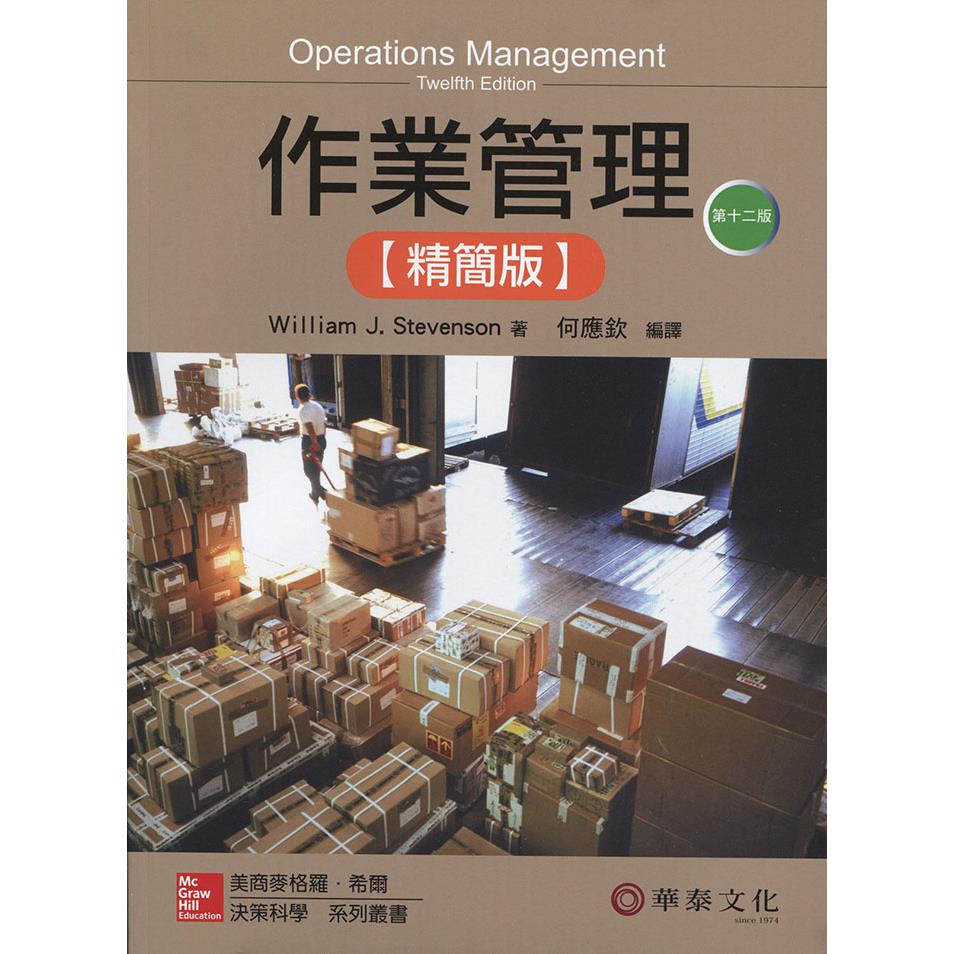 Operations Management
Twelfth Edition
作業管理
第十二版
【精簡版】
William J. Stevenson 著 何應欽 編譯
Mc
Graw
Hill
Education
美商麥格羅·希爾
決策科學 系列叢書
華泰文化
since 1974